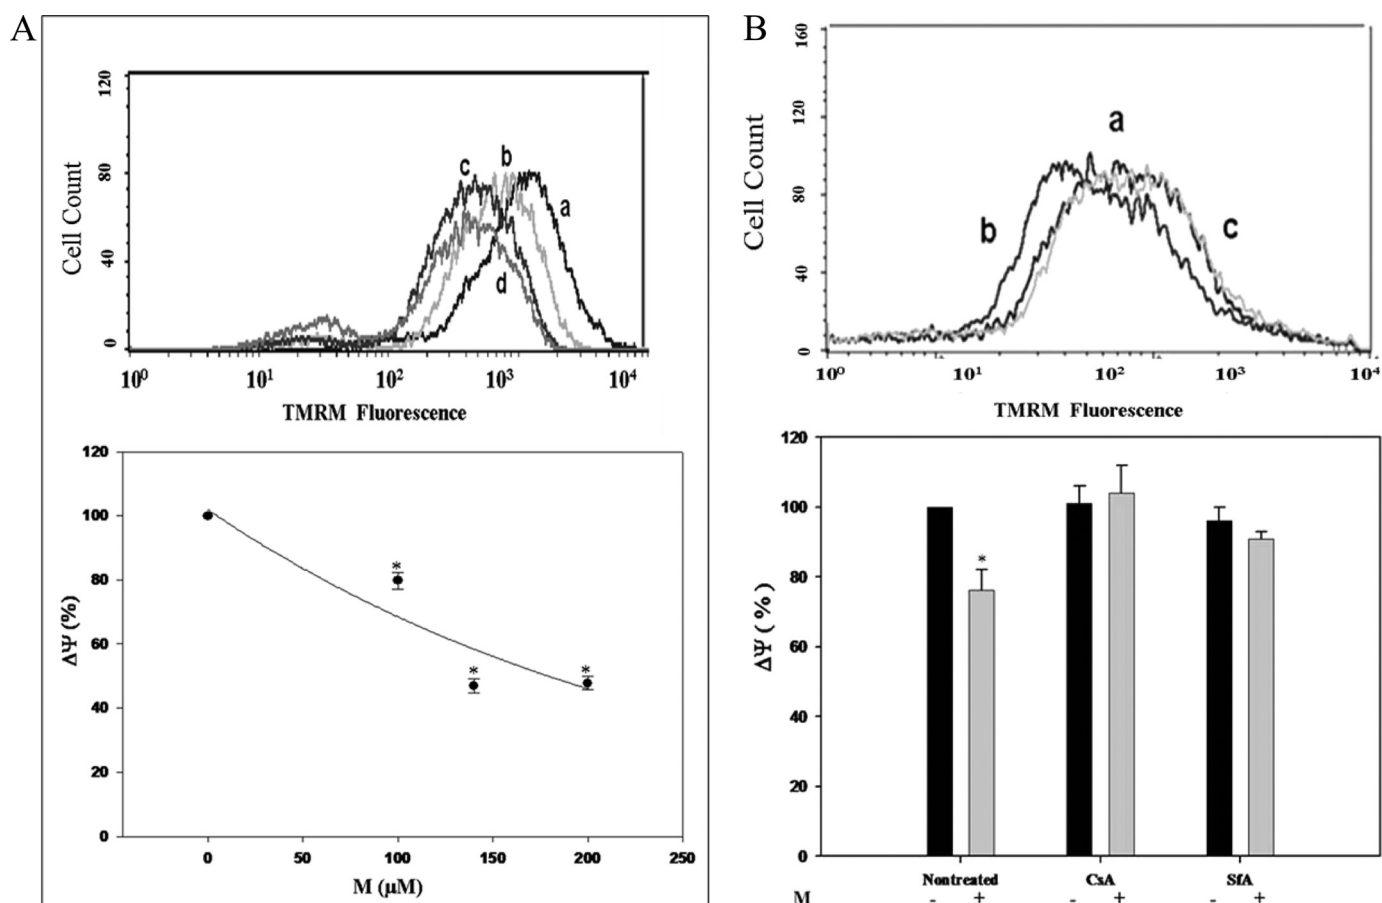 A
120
80
40
0
Cell Count
c
b
a
d
10⁰ 10¹ 10² 10³ 10⁴
TMRM Fluorescence
120
100
80
60
40
20
0
ΔΨ (%)
*
*
*
0 50 100 150 200 250
M (μM)
B
160
120
80
40
0
Cell Count
a
b
c
10⁰ 10¹ 10² 10³ 10⁴
TMRM Fluorescence
120
100
80
60
40
20
0
ΔΨ ( % )
*
Nontreated CsA SfA
M - + - + - +